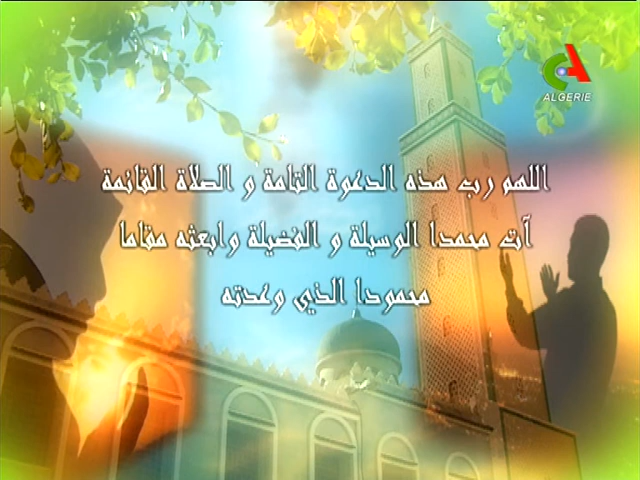 ALGERIE
اللهم رب هذه الدعوة التامة و الصلاة القائمة
آت محمدا الوسيلة و الفضيلة وابعثه مقاما
محمودا الذي وعدته